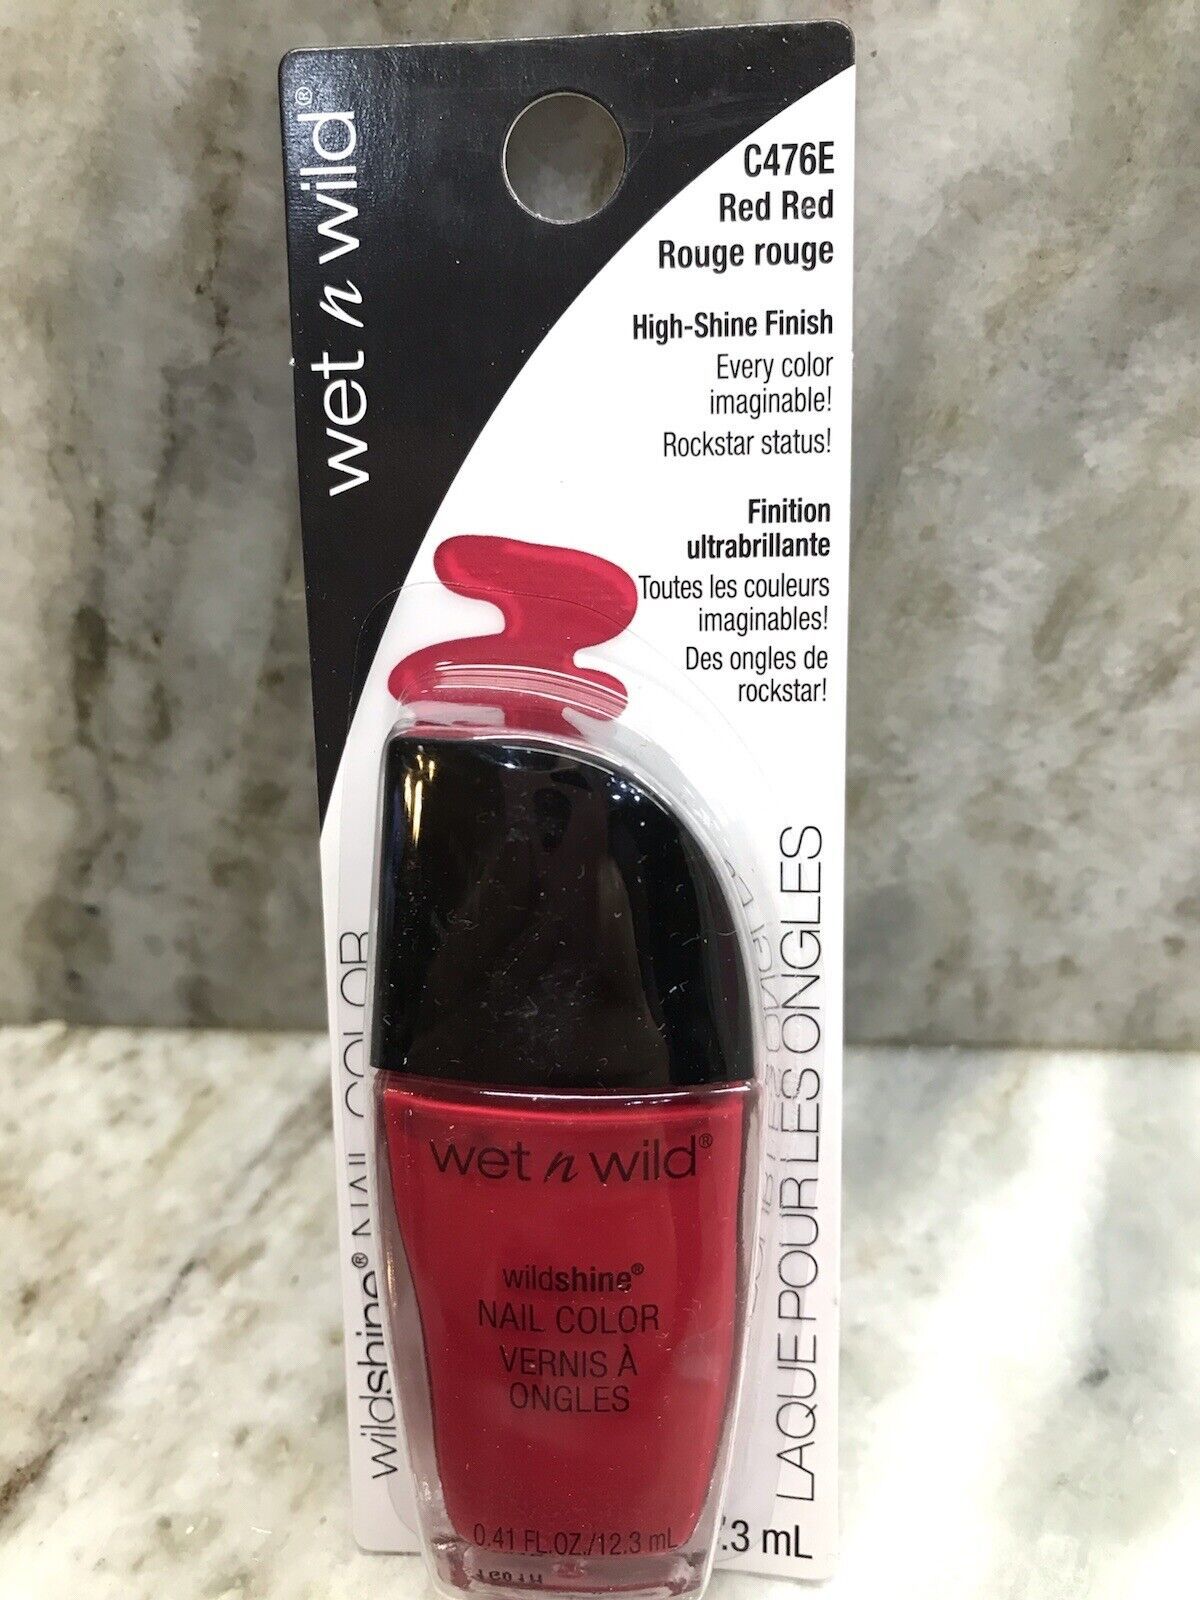 wet n wild®
C476E
Red Red
Rouge rouge
High-Shine Finish
Every color
imaginable!
Rockstar status!
Finition
ultrabrillante
Toutes les couleurs
imaginables!
Des ongles de
rockstar!
wildshine® NAIL COLOR
LAQUE POUR LES ONGLES
wet n wild®
wildshine®
NAIL COLOR
VERNIS À
ONGLES
0.41 FL.OZ./12.3 mL
.3 mL